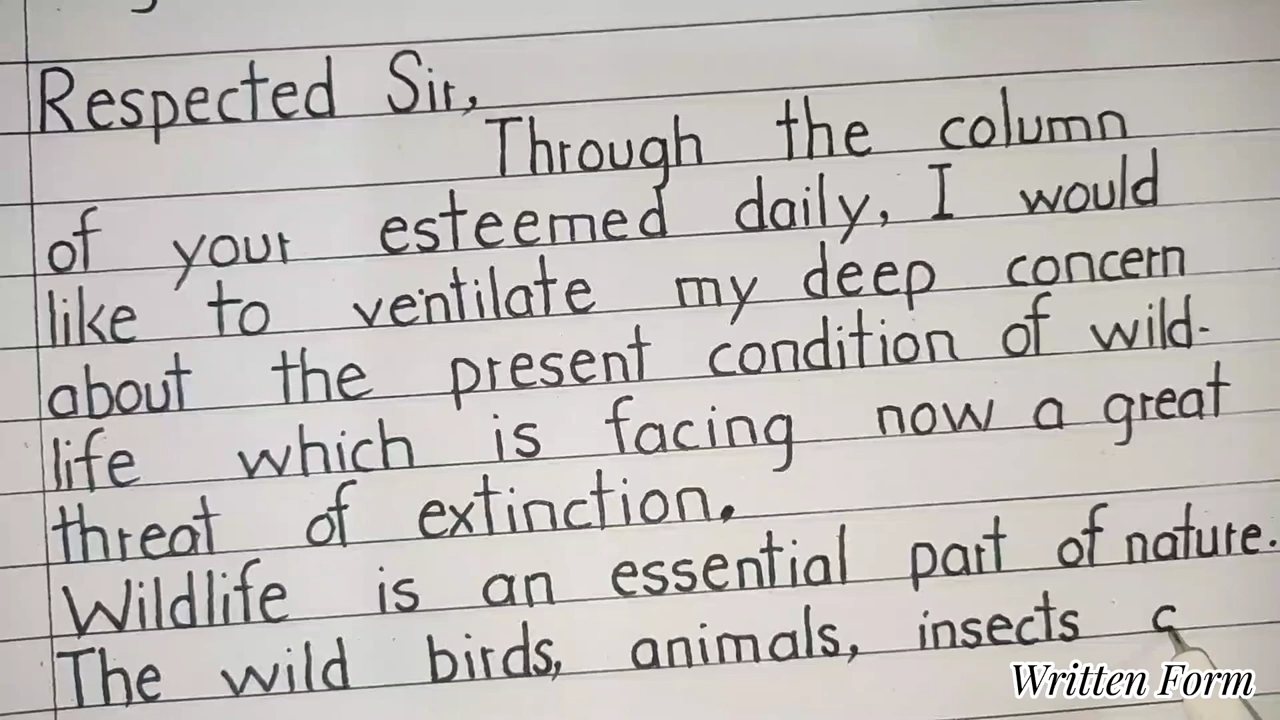 Respected Sir,
Through the column
of your esteemed daily, I would
like to ventilate my deep concern
about the present condition of wild-
life which is facing now a great
threat of extinction.
Wildlife is an essential part of nature.
The wild birds, animals, insects
Written Form